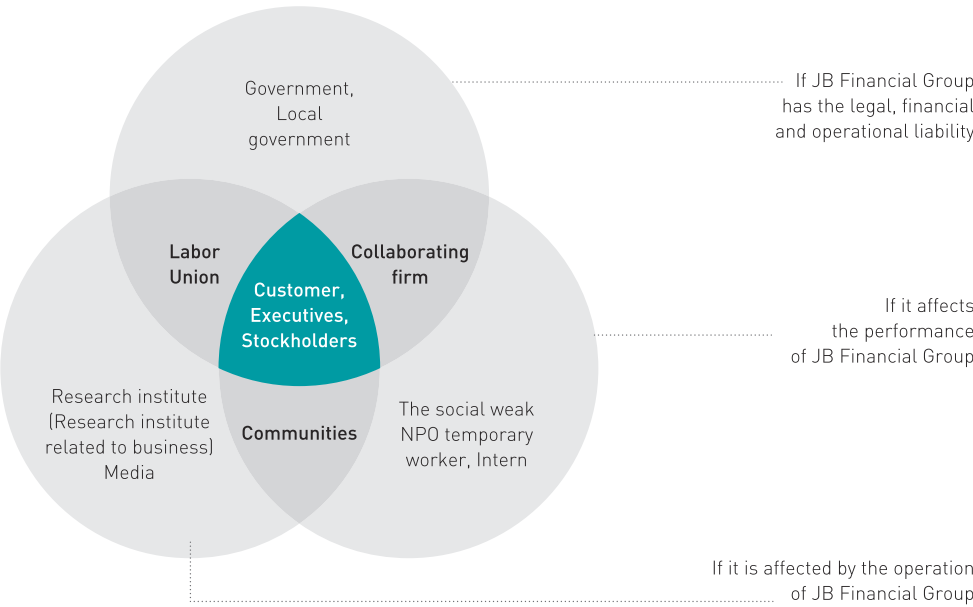 Government,
Local
government
If JB Financial Group
has the legal, financial
and operational liability
Labor
Union
Collaborating
firm
Customer,
Executives,
Stockholders
If it affects
the performance
of JB Financial Group
Research institute
(Research institute
related to business)
Media
Communities
The social weak
NPO temporary
worker, Intern
If it is affected by the operation
of JB Financial Group